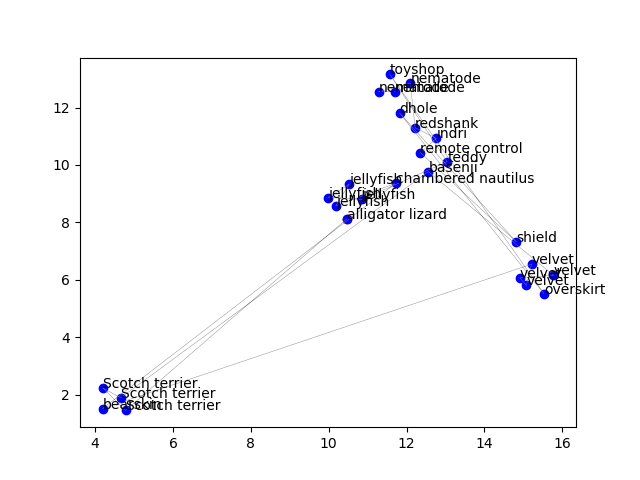 toyshop
nematode
nematode
nematode
dhole
redshank
indri
remote control
teddy
basenji
chambered nautilus
jellyfish
jellyfish
jellyfish
jellyfish
alligator lizard
shield
velvet
velvet
velvet
velvet
overskirt
Scotch terrier
Scotch terrier
bearskin
Scotch terrier
12
10
8
6
4
2
4 6 8 10 12 14 16